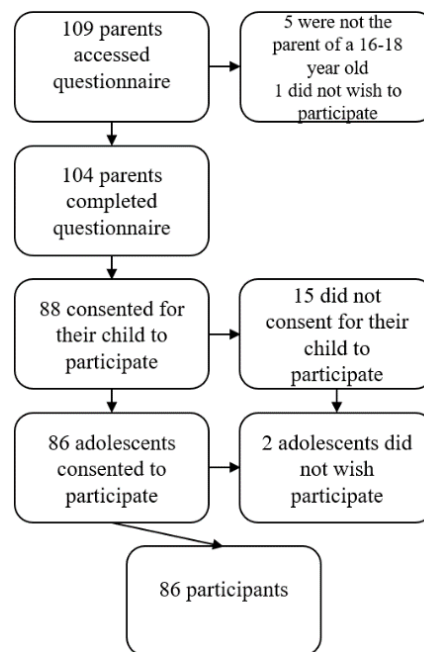 109 parents
accessed
questionnaire
5 were not the
parent of a 16-18
year old
1 did not wish to
participate
104 parents
completed
questionnaire
88 consented for
their child to
participate
15 did not
consent for their
child to
participate
86 adolescents
consented to
participate
2 adolescents did
not wish
participate
86 participants